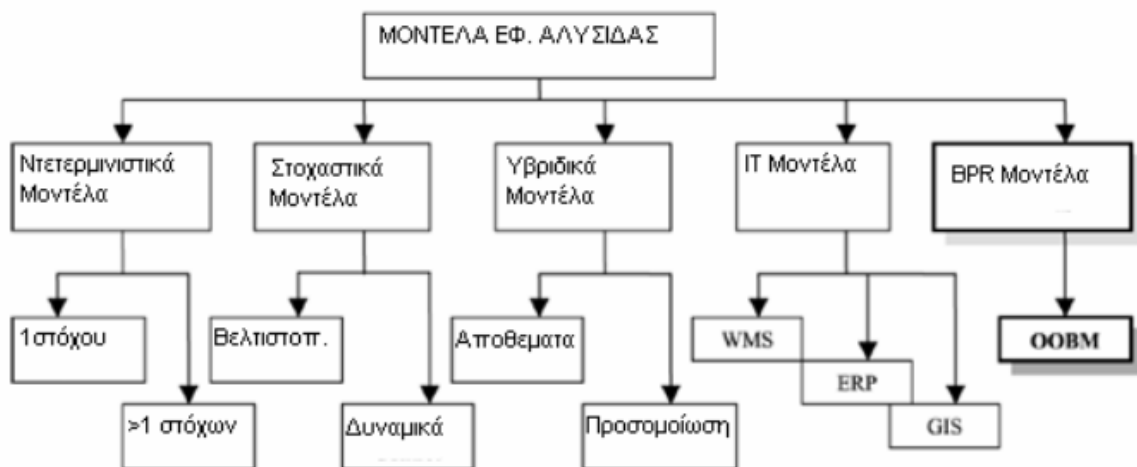 ΜΟΝΤΕΛΑ ΕΦ. ΑΛΥΣΙΔΑΣ
Ντετερμινιστικά
Μοντέλα
Στοχαστικά
Μοντέλα
Υβριδικά
Μοντέλα
IT Μοντέλα
BPR Μοντέλα
1στόχου
>1 στόχων
Βελτιστοπ.
Δυναμικά
Αποθεματα
Προσομοίωση
WMS
ERP
GIS
OOBM